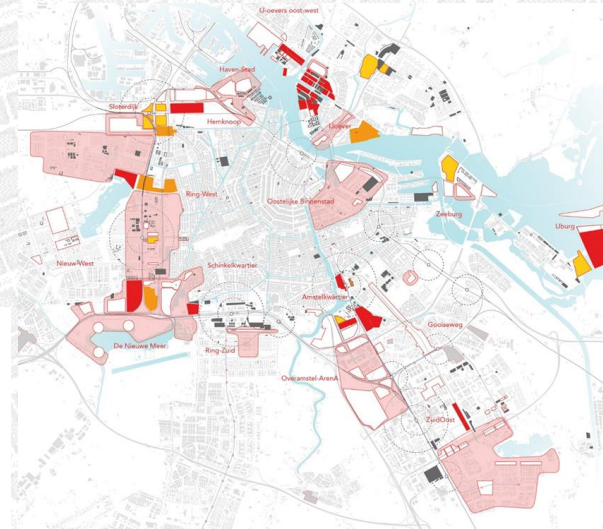 IJ-oevers oost-west
Haven-Stad
Sloterdijk
Hemknoop
IJoever
Ring-West
Oostelijke Binnenstad
Zeeburg
IJburg
Nieuw-West
Schinkelkwartier
Amstelkwartier
Gooiseweg
De Nieuwe Meer
Ring-Zuid
Overamstel-ArenA
ZuidOost